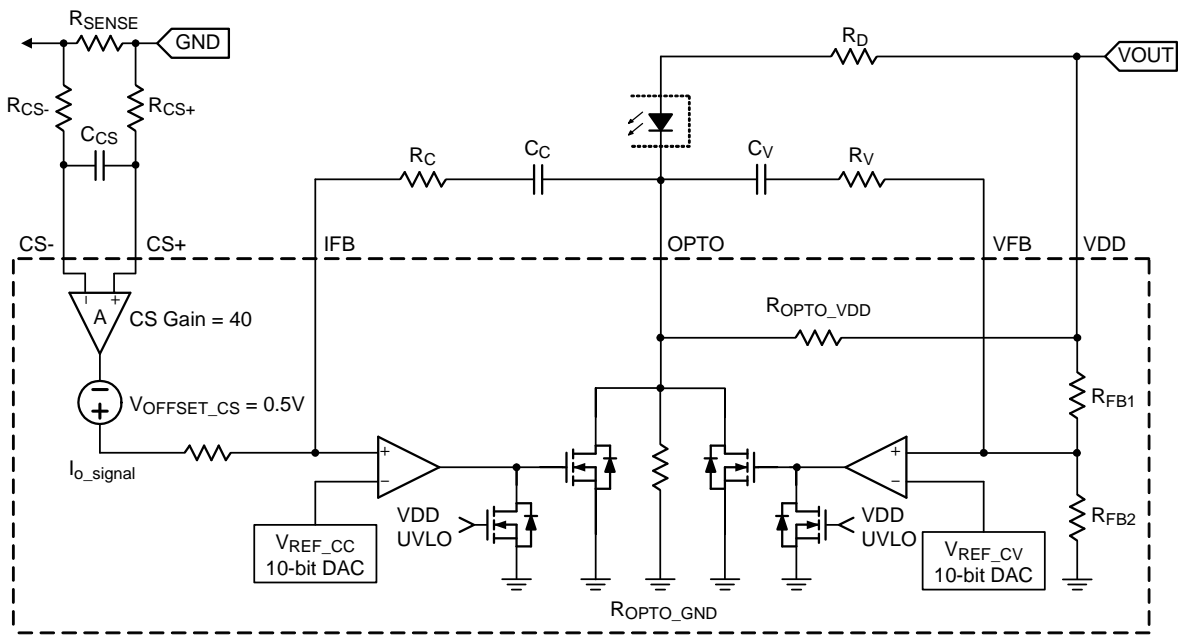 RSENSE
GND
RD
VOUT
RCS-
RCS+
CCS
RC
CC
CV
RV
CS-
CS+
IFB
OPTO
VFB
VDD
- +
A
CS Gain = 40
ROPTO_VDD
VOFFSET_CS = 0.5V
RFB1
Io_signal
+
−
+
−
VDD
UVLO
VDD
UVLO
RFB2
VREF_CC
10-bit DAC
VREF_CV
10-bit DAC
ROPTO_GND